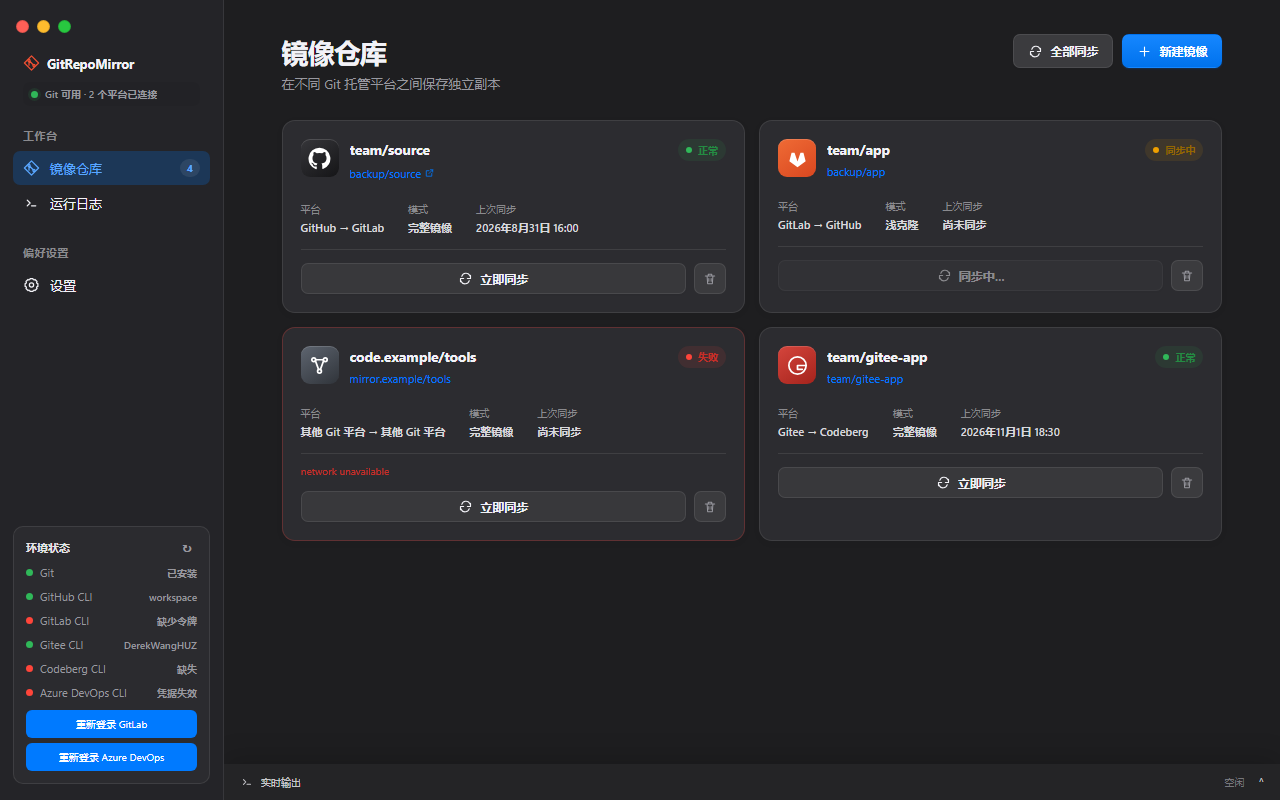 GitRepoMirror
Git 可用 · 2 个平台已连接
工作台
镜像仓库 4
运行日志
偏好设置
设置
环境状态
Git 已安装
GitHub CLI workspace
GitLab CLI 缺少令牌
Gitee CLI DerekWangHUZ
Codeberg CLI 缺失
Azure DevOps CLI 凭据失效
重新登录 GitLab
重新登录 Azure DevOps
镜像仓库
在不同 Git 托管平台之间保存独立副本
全部同步
新建镜像
team/source 正常
backup/source
平台 模式 上次同步
GitHub → GitLab 完整镜像 2026年8月31日 16:00
立即同步
team/app 同步中
backup/app
平台 模式 上次同步
GitLab → GitHub 浅克隆 尚未同步
同步中...
code.example/tools 失败
mirror.example/tools
平台 模式 上次同步
其他 Git 平台 → 其他 Git 平台 完整镜像 尚未同步
network unavailable
立即同步
team/gitee-app 正常
team/gitee-app
平台 模式 上次同步
Gitee → Codeberg 完整镜像 2026年11月1日 18:30
立即同步
实时输出 空闲